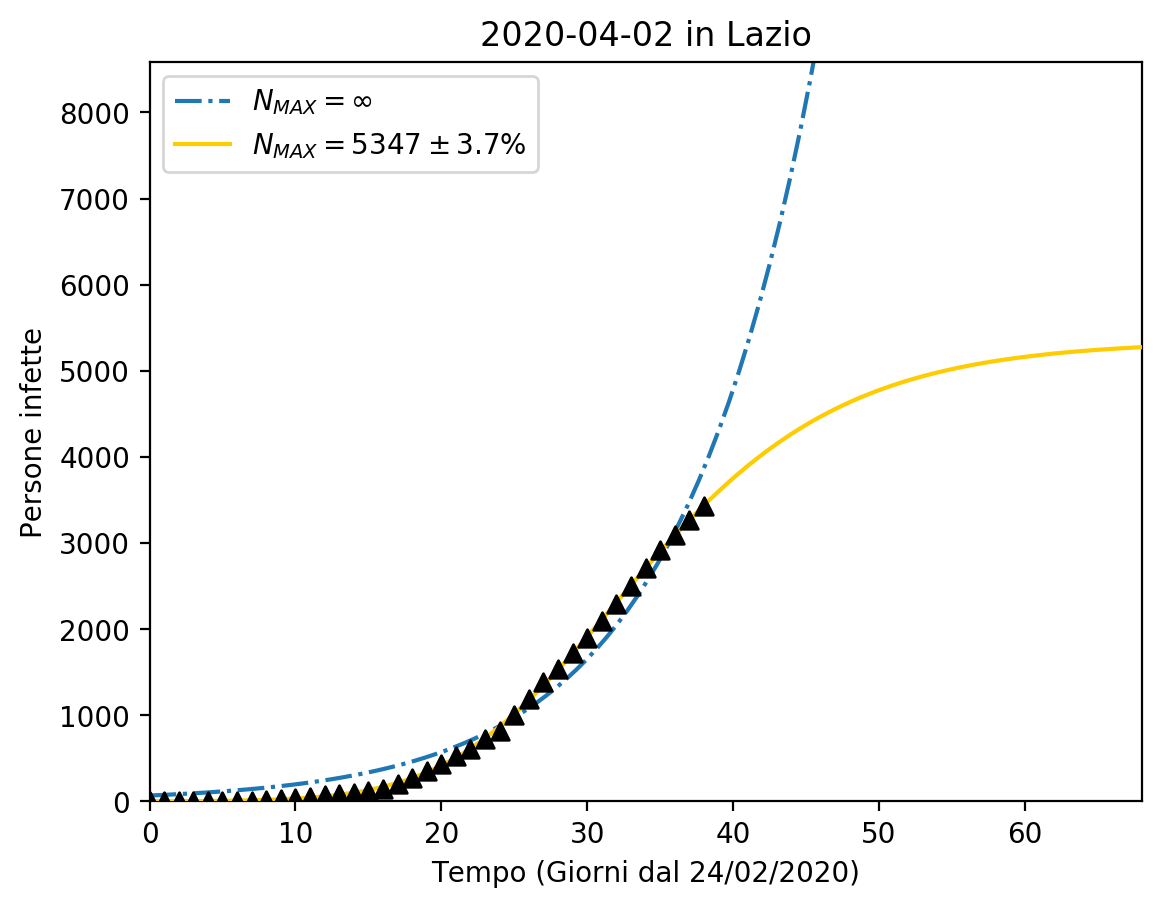 2020-04-02 in Lazio
N_MAX = ∞
N_MAX = 5347 ± 3.7%
8000
7000
6000
5000
4000
3000
2000
1000
0
Persone infette
0 10 20 30 40 50 60
Tempo (Giorni dal 24/02/2020)